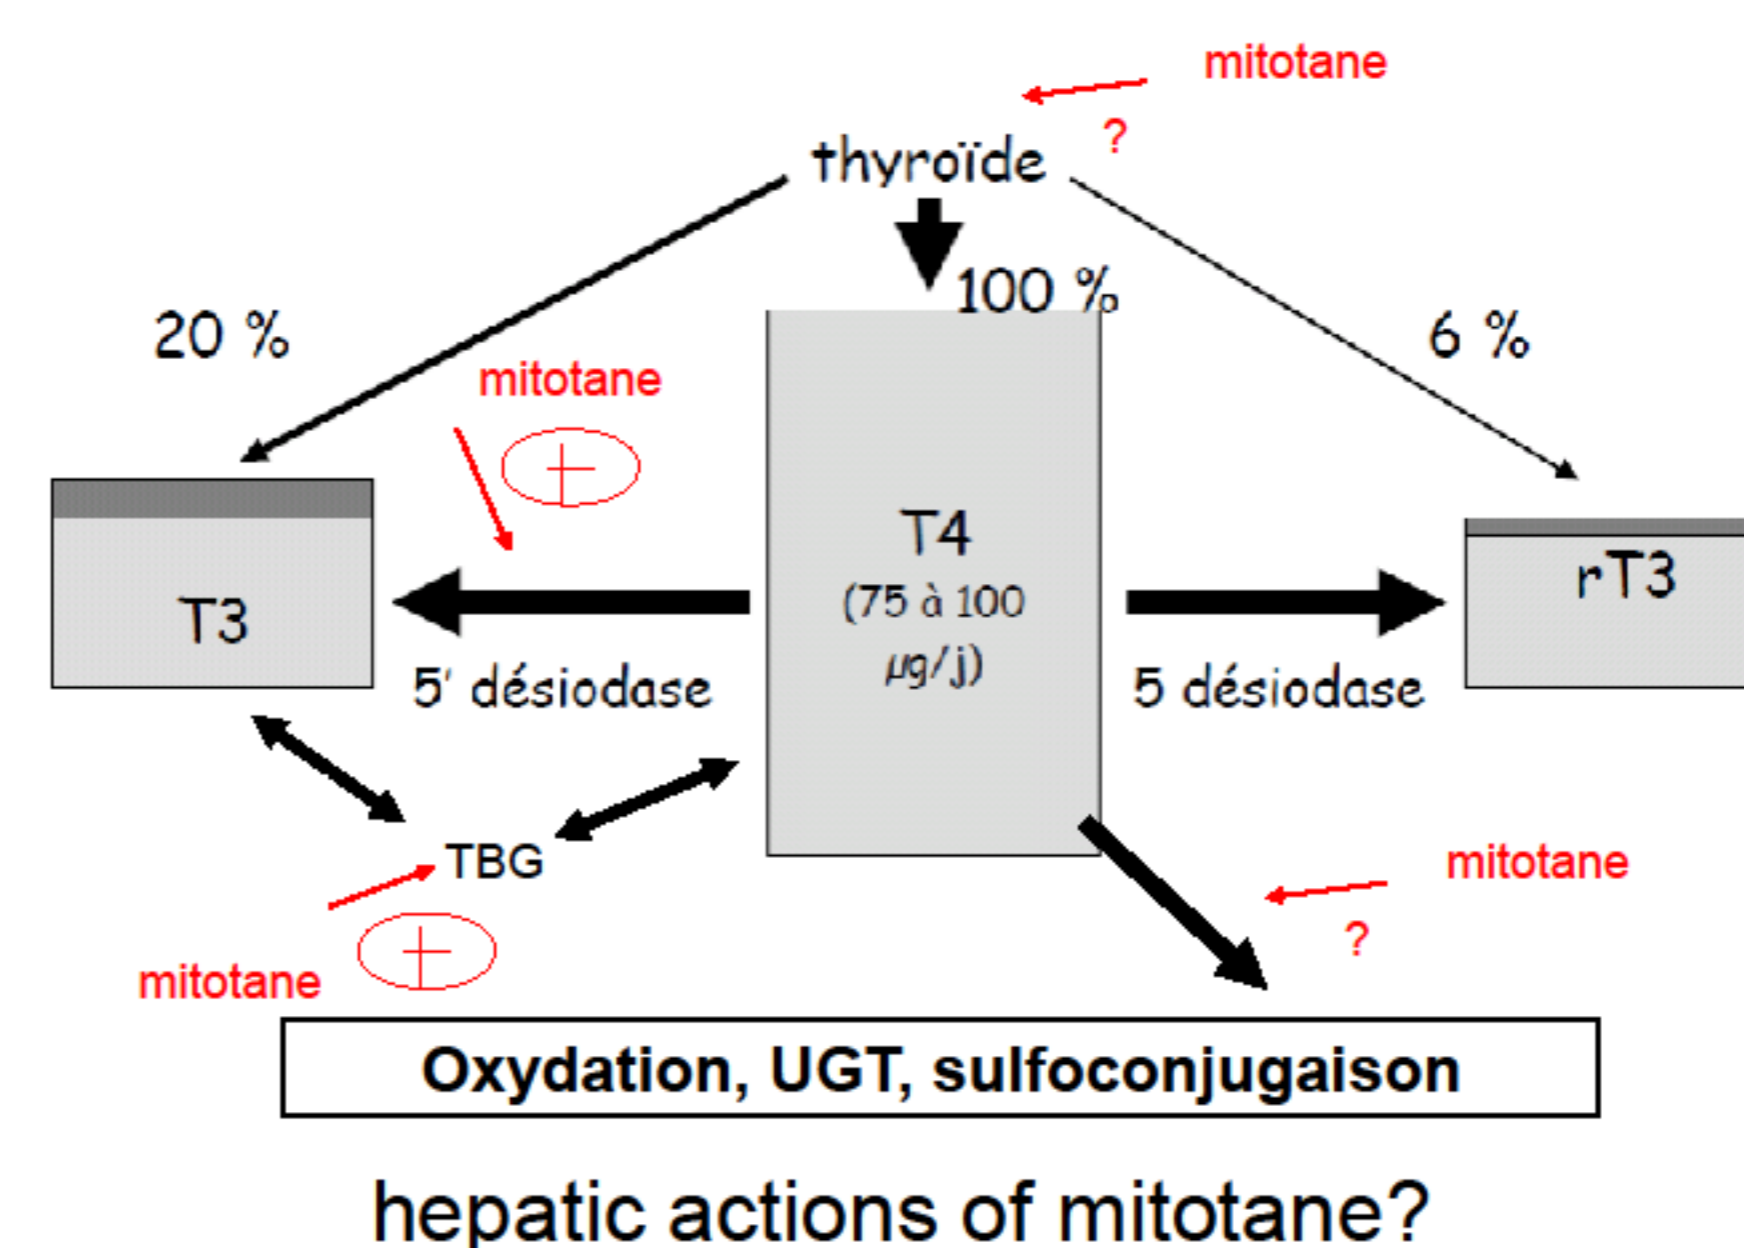 mitotane
?
thyroïde
100 %
20 %
6 %
mitotane
+
T4
(75 à 100
µg/j)
T3
rT3
5' désiodase
5 désiodase
TBG
mitotane
?
+
mitotane
Oxydation, UGT, sulfoconjugaison
hepatic actions of mitotane?